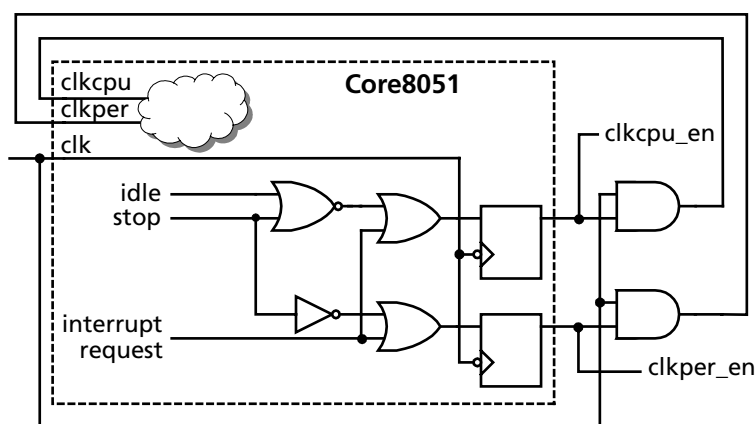 clkcpu
Core8051
clkper
clk
clkcpu_en
idle
stop
interrupt
request
clkper_en